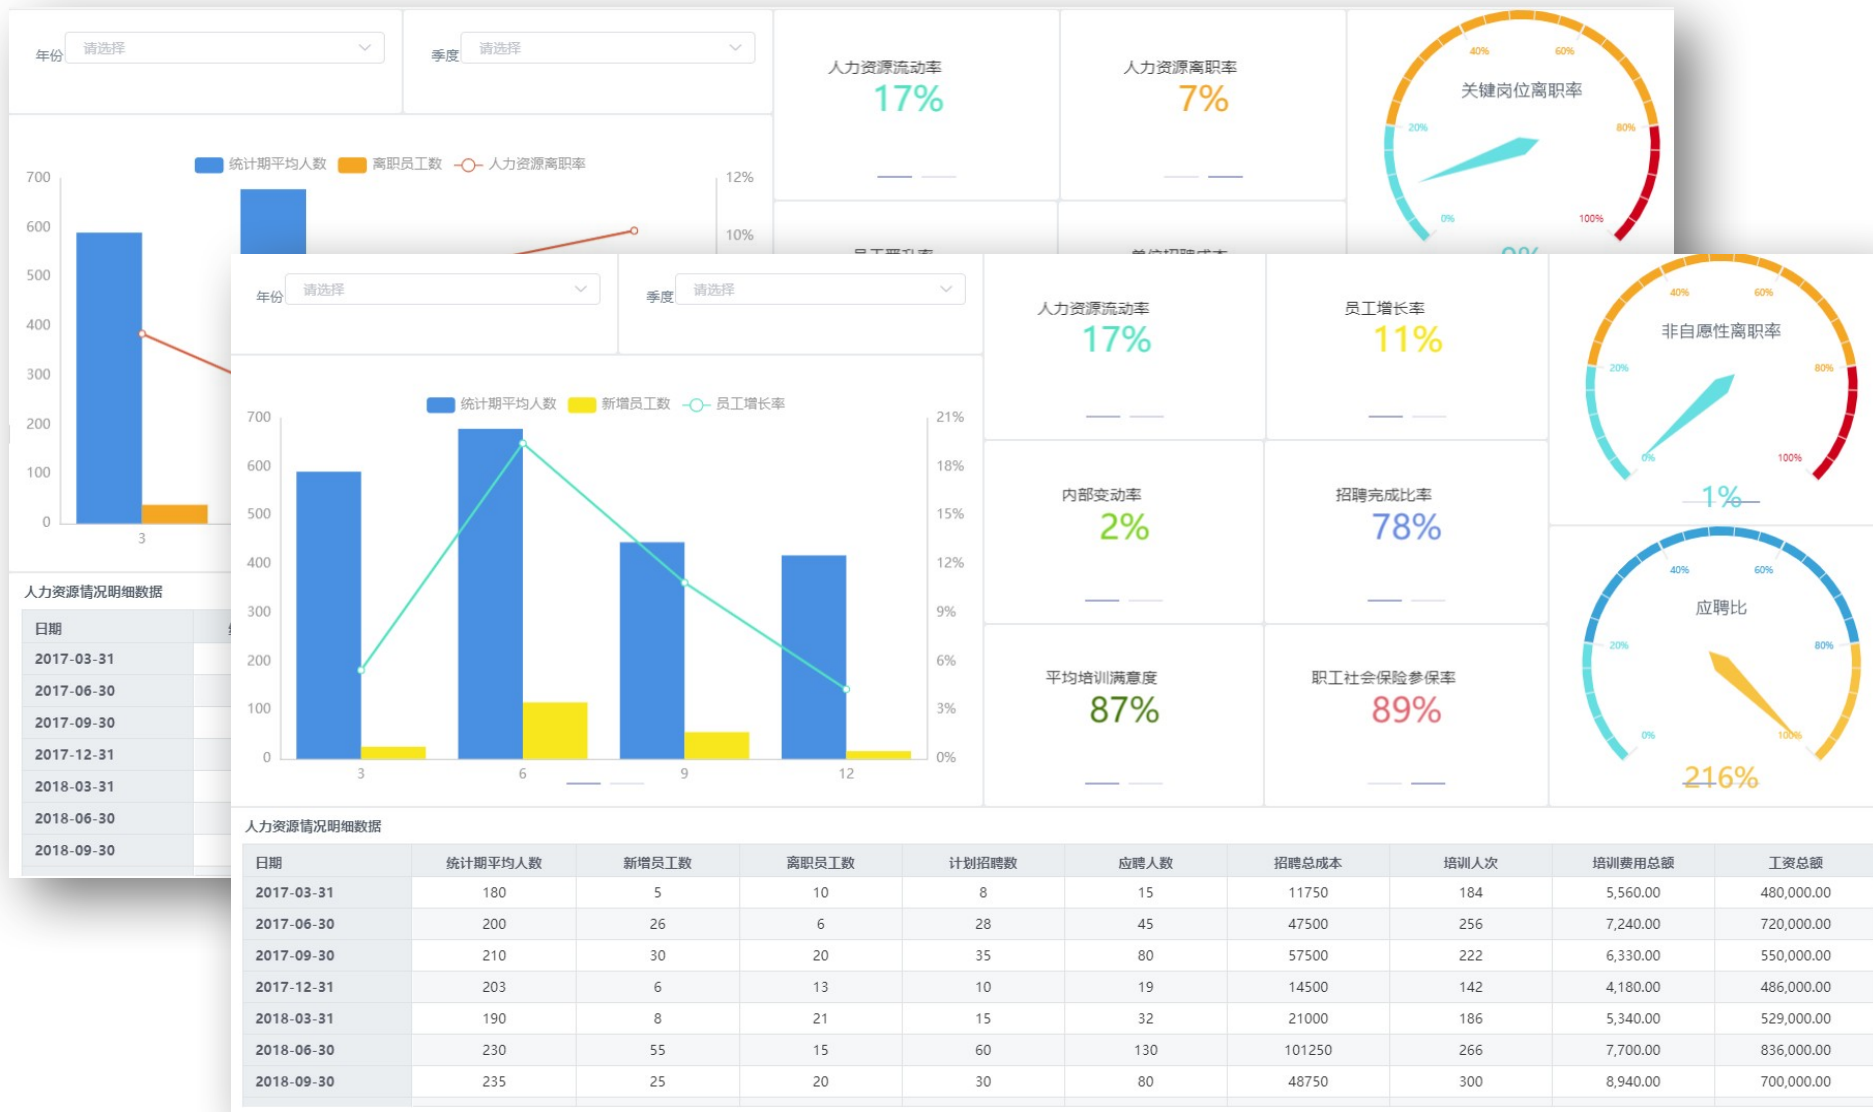 年份 请选择
季度 请选择
人力资源流动率
17%
人力资源离职率
7%
关键岗位离职率
0% 20% 40% 60% 80% 100%
统计期平均人数 离职员工数 人力资源离职率
700
600
500
400
300
200
100
0
12%
10%
3
员工晋升率
单位招聘成本
人力资源情况明细数据
日期
2017-03-31
2017-06-30
2017-09-30
2017-12-31
2018-03-31
2018-06-30
2018-09-30
年份 请选择
季度 请选择
人力资源流动率
17%
员工增长率
11%
内部变动率
2%
招聘完成比率
78%
平均培训满意度
87%
职工社会保险参保率
89%
非自愿性离职率
0% 20% 40% 60% 80% 100%
1%
应聘比
0% 20% 40% 60% 80% 100%
216%
统计期平均人数 新增员工数 员工增长率
700
600
500
400
300
200
100
0
21%
18%
15%
12%
9%
6%
3%
0%
3 6 9 12
人力资源情况明细数据
日期 统计期平均人数 新增员工数 离职员工数 计划招聘数 应聘人数 招聘总成本 培训人次 培训费用总额 工资总额
2017-03-31 180 5 10 8 15 11750 184 5,560.00 480,000.00
2017-06-30 200 26 6 28 45 47500 256 7,240.00 720,000.00
2017-09-30 210 30 20 35 80 57500 222 6,330.00 550,000.00
2017-12-31 203 6 13 10 19 14500 142 4,180.00 486,000.00
2018-03-31 190 8 21 15 32 21000 186 5,340.00 529,000.00
2018-06-30 230 55 15 60 130 101250 266 7,700.00 836,000.00
2018-09-30 235 25 20 30 80 48750 300 8,940.00 700,000.00